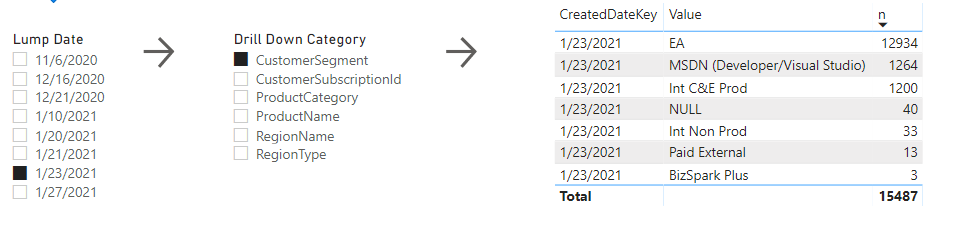 Lump Date
11/6/2020
12/16/2020
12/21/2020
1/10/2021
1/20/2021
1/21/2021
1/23/2021
1/27/2021
Drill Down Category
CustomerSegment
CustomerSubscriptionId
ProductCategory
ProductName
RegionName
RegionType
CreatedDateKey Value n
1/23/2021 EA 12934
1/23/2021 MSDN (Developer/Visual Studio) 1264
1/23/2021 Int C&E Prod 1200
1/23/2021 NULL 40
1/23/2021 Int Non Prod 33
1/23/2021 Paid External 13
1/23/2021 BizSpark Plus 3
Total 15487